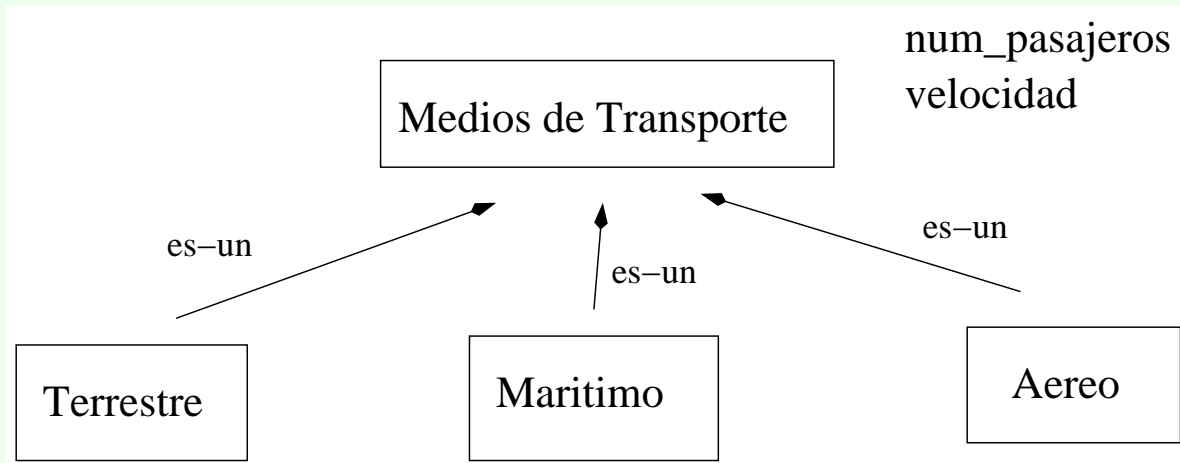 num_pasajeros
velocidad
Medios de Transporte
es-un
es-un
es-un
Terrestre
Maritimo
Aereo